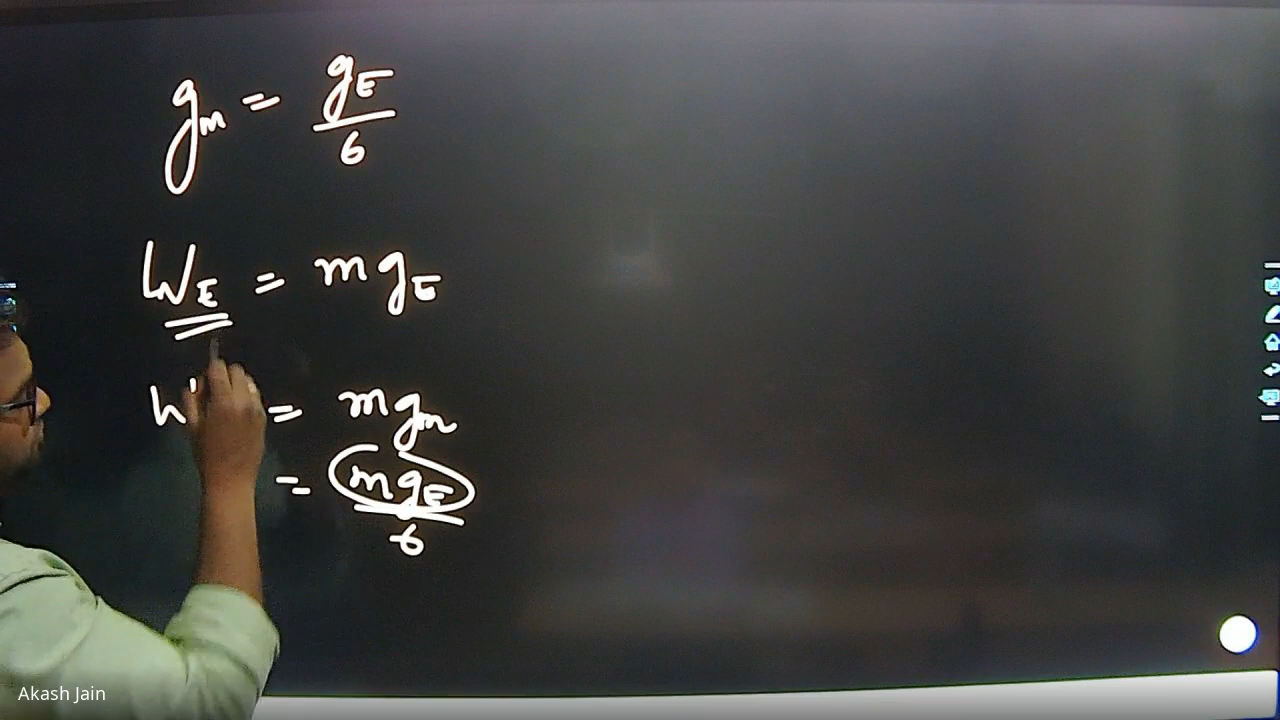 gm = gE/6
WE = mgE
W = mgm
= mgE/6
Akash Jain